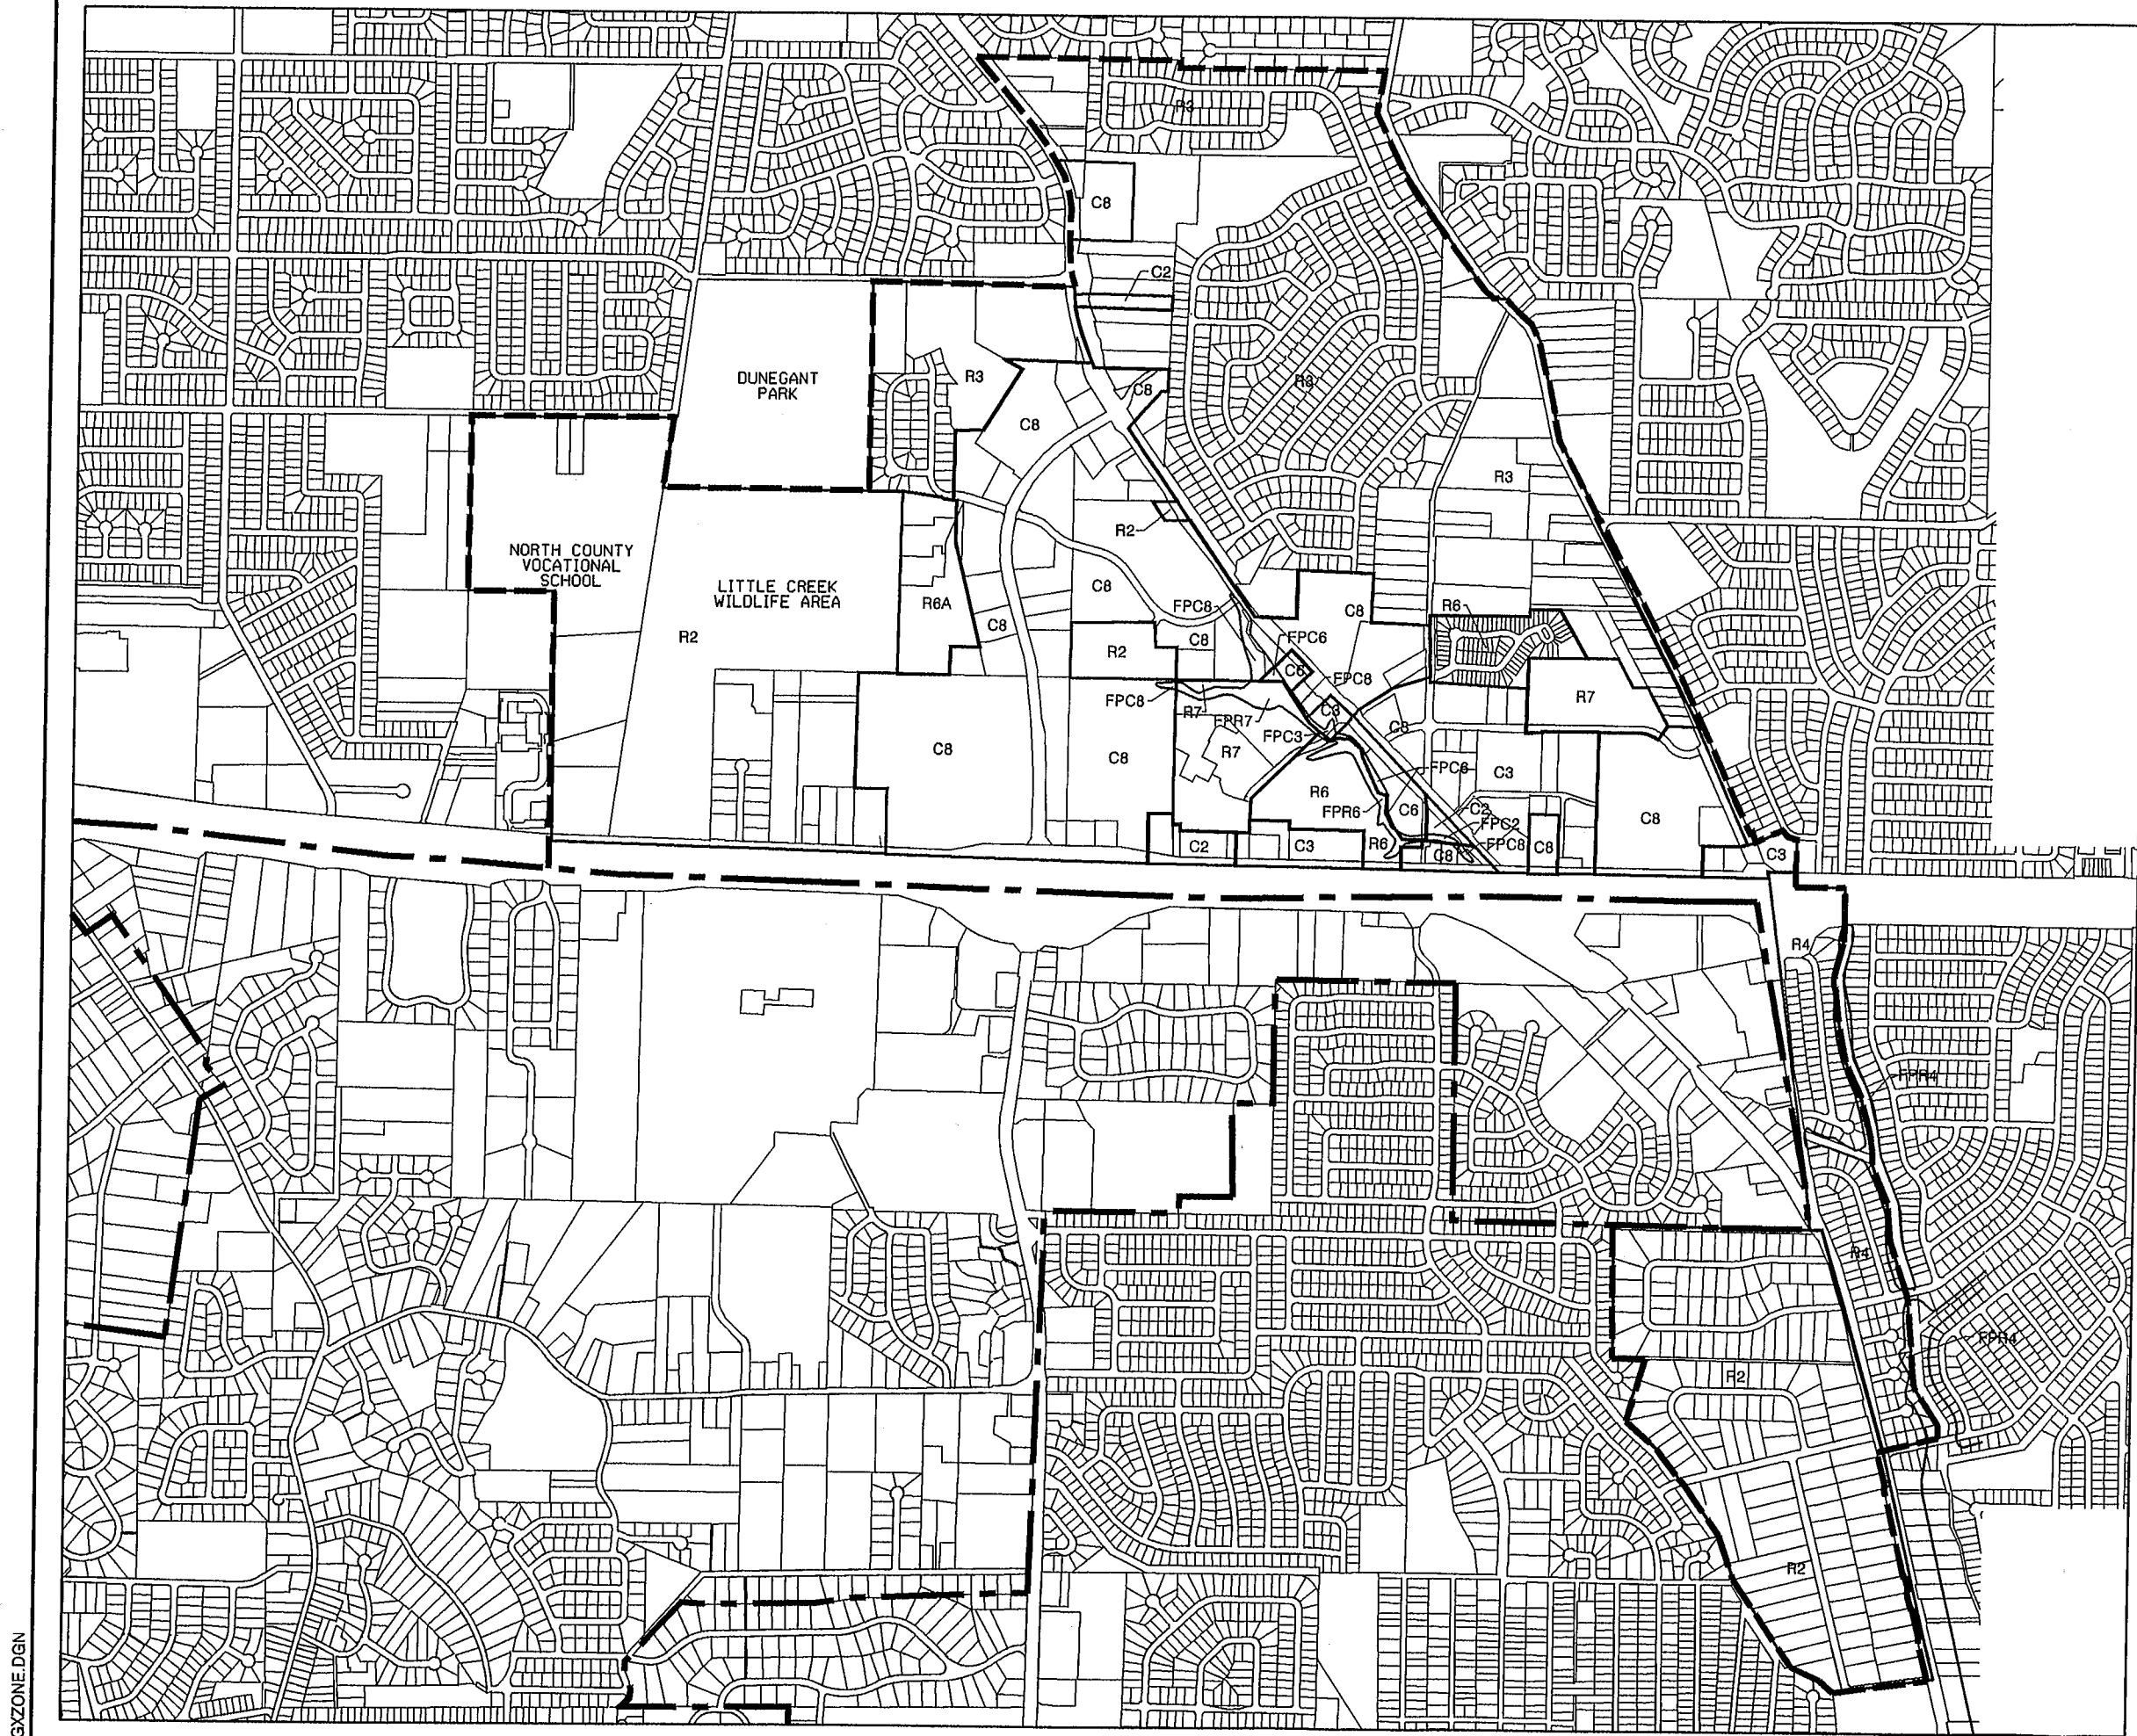 R3
C8
C2
DUNEGANT
PARK
R3
C8
R3
C8
R3
R2
NORTH COUNTY
VOCATIONAL
SCHOOL
LITTLE CREEK
WILDLIFE AREA
R2
R6A
C8
C8
FPC8
C8
R2
FPC6
C6
C8
R6
FPC8
R7
FPC8
R7
FPR7
C3
FPC3
C8
C8
C8
R7
FPC6
C3
R6
FPR6
C6
C2
FPC2
C8
C2
C3
R6
C8
FPC8
C8
C3
R4
FPR4
R4
FPR4
R2
R2
GXZONE.DGN